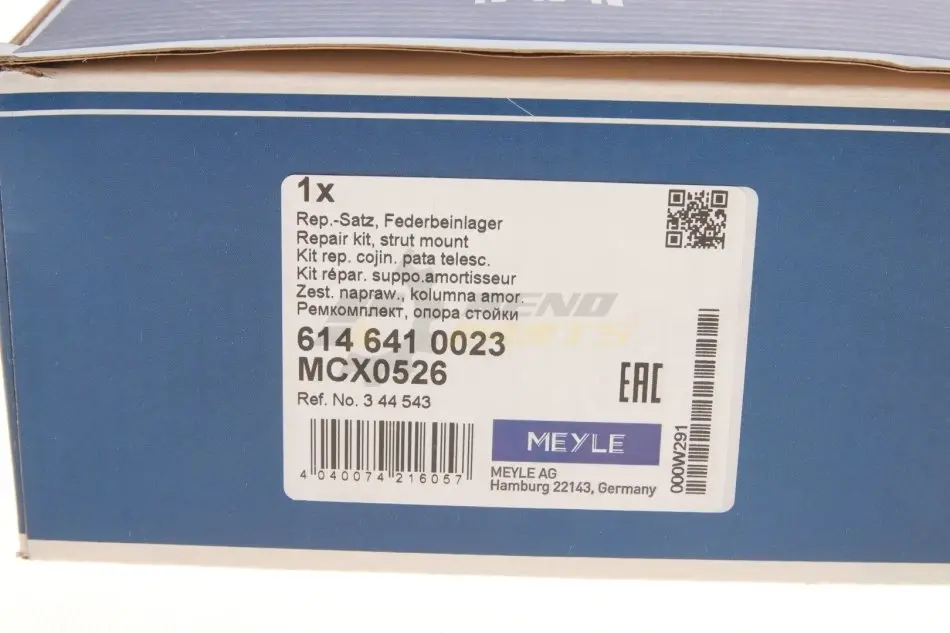 1x
Rep.-Satz, Federbeinlager
Repair kit, strut mount
Kit rep. cojin. pata telesc.
Kit répar. suppo.amortisseur
Zest. napraw., kolumna amor.
Ремкомплект, опора стойки
614 641 0023
MCX0526
Ref. No. 3 44 543
EAC
4 040074 216057
MEYLE
MEYLE AG
Hamburg 22143, Germany
000W291